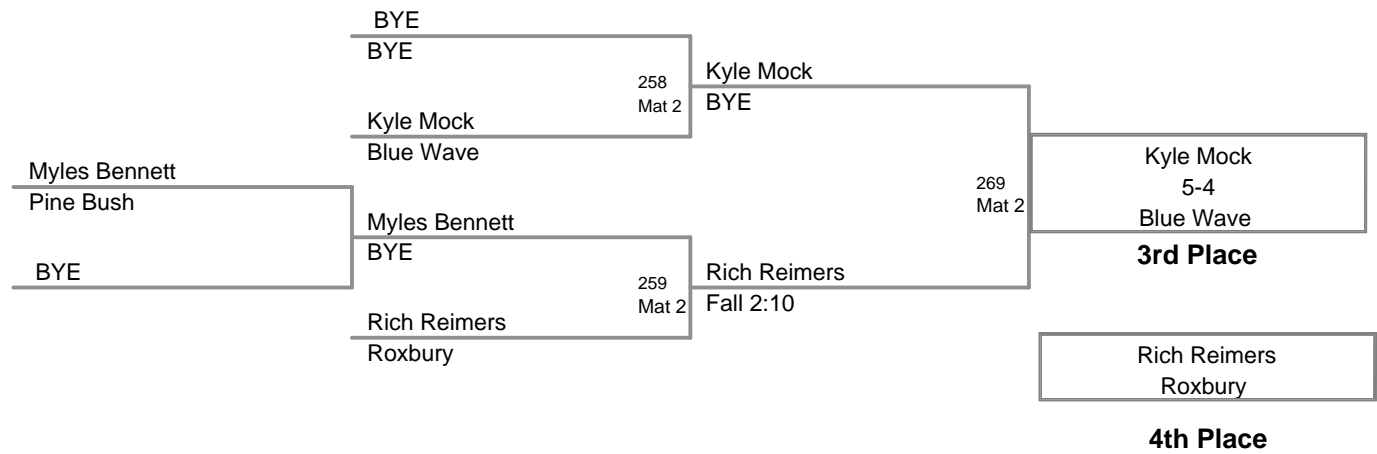 BYE
BYE
258
Mat 2
Kyle Mock
BYE
Kyle Mock
Blue Wave
Myles Bennett
Pine Bush
BYE
Myles Bennett
BYE
259
Mat 2
Rich Reimers
Roxbury
Rich Reimers
Fall 2:10
269
Mat 2
Kyle Mock
5-4
Blue Wave
3rd Place
Rich Reimers
Roxbury
4th Place